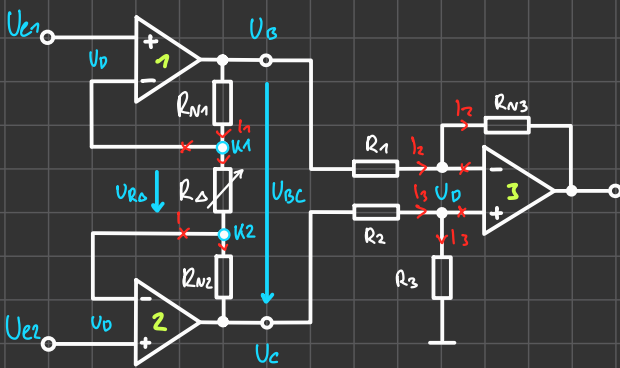 Ue1
UD
+
1
−
UB
RN1
I1
K1
URΔ
RΔ
UBC
I
K2
RN2
−
UD
2
+
Ue2
UC
R1
I2
I2
RN3
−
3
+
UD
I3
R2
I3
R3